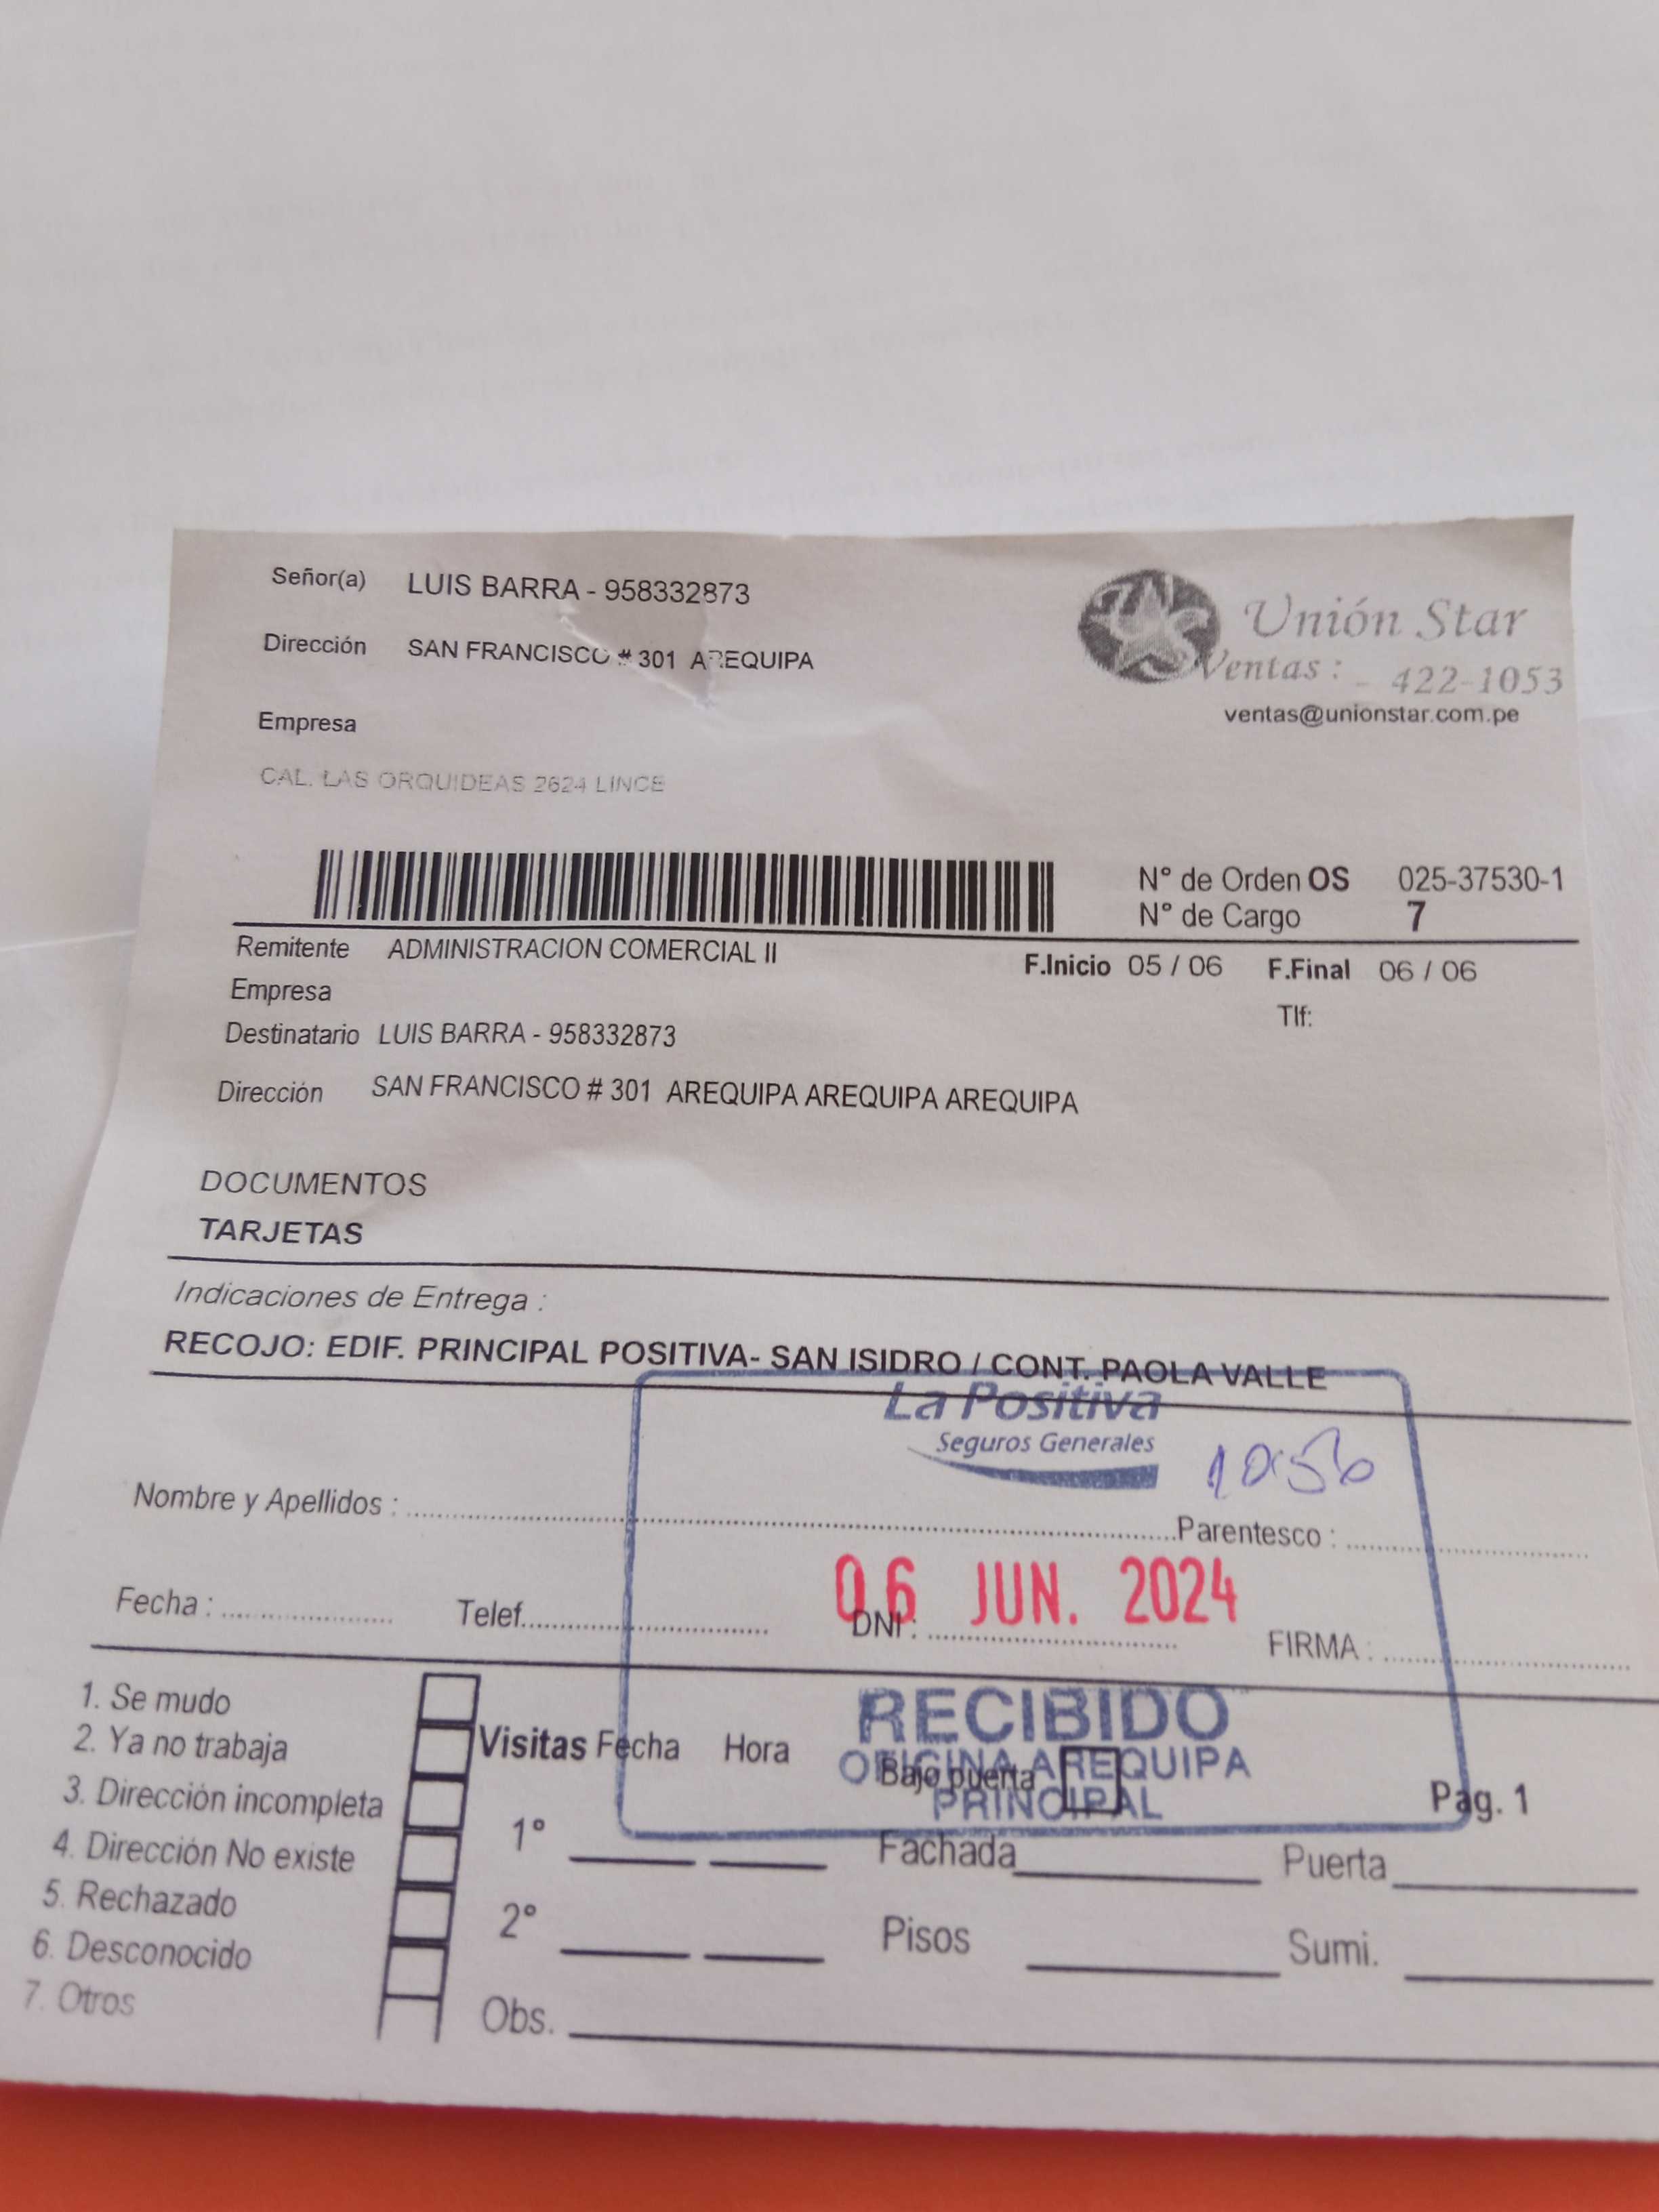 Señor(a) LUIS BARRA - 958332873
Unión Star
Dirección SAN FRANCISCO # 301 AREQUIPA
Ventas : - 422-1053
ventas@unionstar.com.pe
Empresa
CAL. LAS ORQUIDEAS 2624 LINCE
N° de Orden OS 025-37530-1
N° de Cargo 7
Remitente ADMINISTRACION COMERCIAL II
F.Inicio 05 / 06 F.Final 06 / 06
Empresa
Tlf:
Destinatario LUIS BARRA - 958332873
Dirección SAN FRANCISCO # 301 AREQUIPA AREQUIPA AREQUIPA
DOCUMENTOS
TARJETAS
Indicaciones de Entrega :
RECOJO: EDIF. PRINCIPAL POSITIVA- SAN ISIDRO / CONT. PAOLA VALLE
La Positiva
Seguros Generales
10:56
Nombre y Apellidos : Parentesco :
06 JUN. 2024
Fecha : Telef. DNI : FIRMA :
RECIBIDO
OFICINA AREQUIPA
PRINCIPAL
1. Se mudo
2. Ya no trabaja
Visitas Fecha Hora Bajo puerta
Pag. 1
3. Dirección incompleta
1° Fachada Puerta
4. Dirección No existe
5. Rechazado
2° Pisos Sumi.
6. Desconocido
7. Otros
Obs.